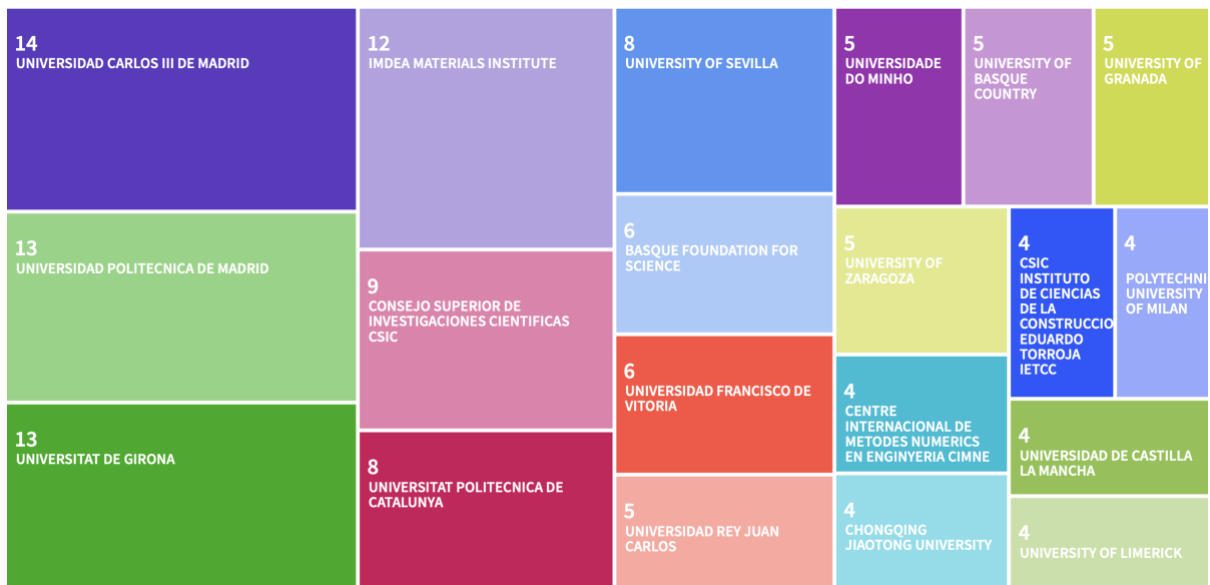 14
UNIVERSIDAD CARLOS III DE MADRID
13
UNIVERSIDAD POLITECNICA DE MADRID
13
UNIVERSITAT DE GIRONA
12
IMDEA MATERIALS INSTITUTE
9
CONSEJO SUPERIOR DE
INVESTIGACIONES CIENTIFICAS
CSIC
8
UNIVERSITAT POLITECNICA DE
CATALUNYA
8
UNIVERSITY OF SEVILLA
6
BASQUE FOUNDATION FOR
SCIENCE
6
UNIVERSIDAD FRANCISCO DE
VITORIA
5
UNIVERSIDAD REY JUAN
CARLOS
5
UNIVERSIDADE
DO MINHO
5
UNIVERSITY OF
BASQUE
COUNTRY
5
UNIVERSITY OF
GRANADA
5
UNIVERSITY OF
ZARAGOZA
4
CENTRE
INTERNACIONAL DE
METODES NUMERICS
EN ENGINYERIA CIMNE
4
CHONGQING
JIAOTONG UNIVERSITY
4
CSIC
INSTITUTO
DE CIENCIAS
DE LA
CONSTRUCCIO
EDUARDO
TORROJA
IETCC
4
POLYTECHNI
UNIVERSITY
OF MILAN
4
UNIVERSIDAD DE CASTILLA
LA MANCHA
4
UNIVERSITY OF LIMERICK